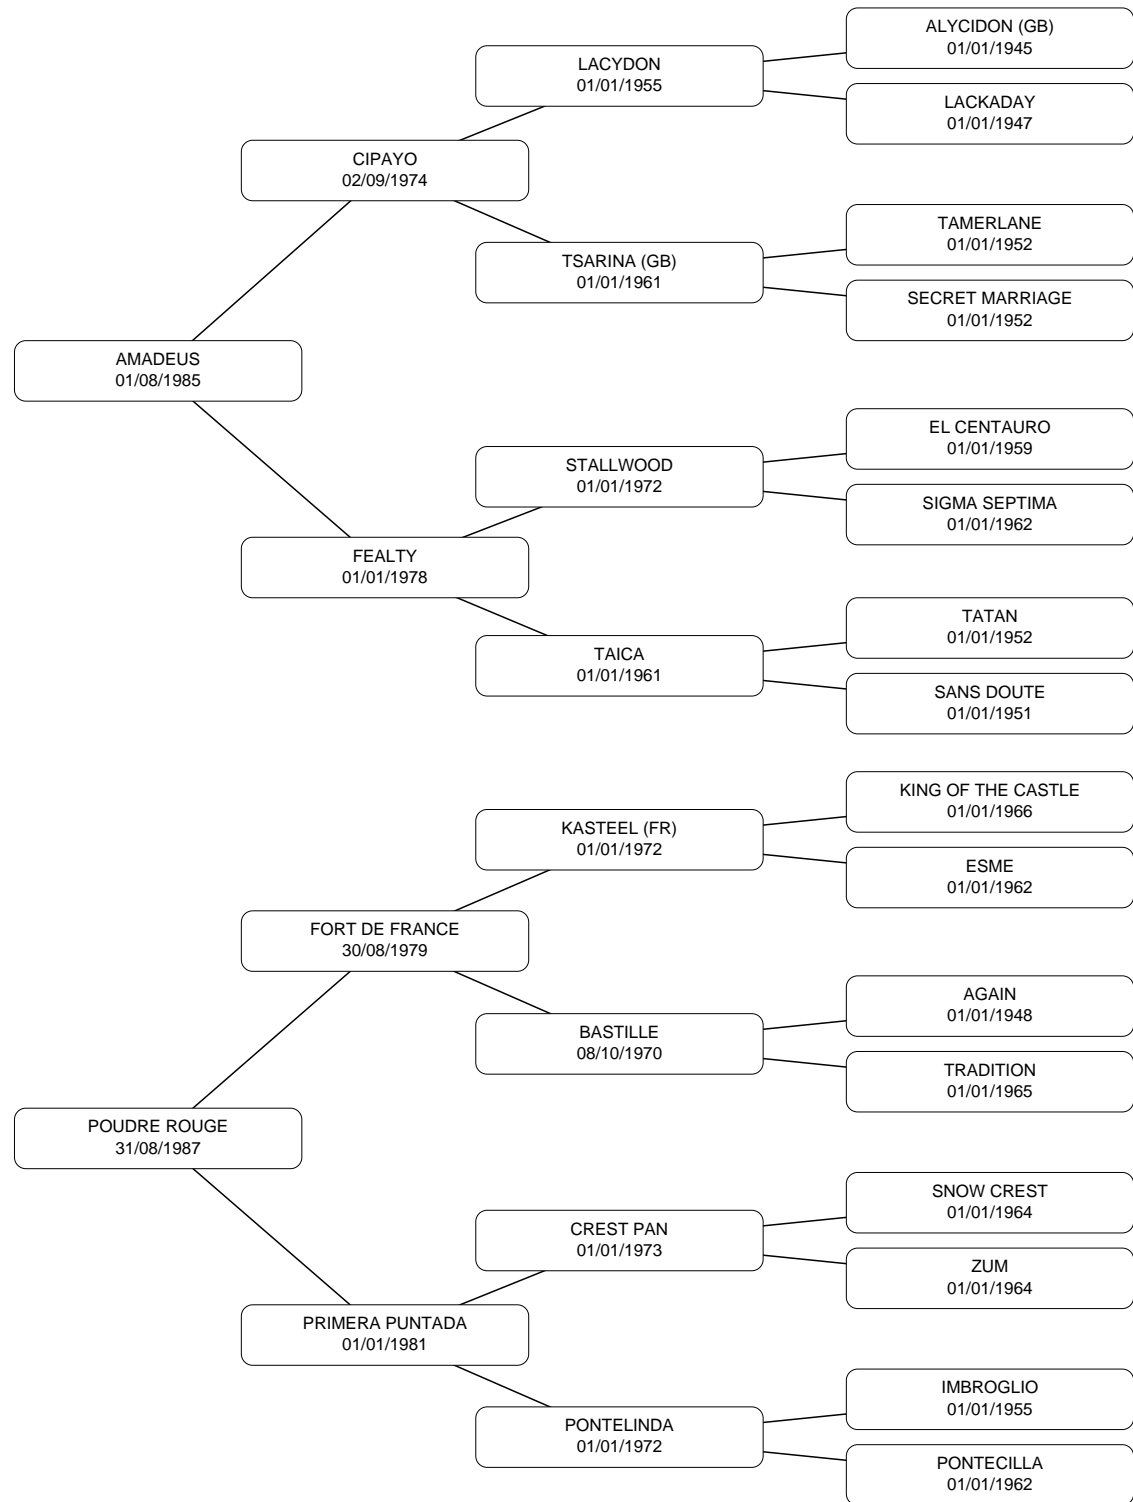 ALYCIDON (GB)
01/01/1945
LACYDON
01/01/1955
LACKADAY
01/01/1947
CIPAYO
02/09/1974
TAMERLANE
01/01/1952
TSARINA (GB)
01/01/1961
SECRET MARRIAGE
01/01/1952
AMADEUS
01/08/1985
EL CENTAURO
01/01/1959
STALLWOOD
01/01/1972
SIGMA SEPTIMA
01/01/1962
FEALTY
01/01/1978
TATAN
01/01/1952
TAICA
01/01/1961
SANS DOUTE
01/01/1951
KING OF THE CASTLE
01/01/1966
KASTEEL (FR)
01/01/1972
ESME
01/01/1962
FORT DE FRANCE
30/08/1979
AGAIN
01/01/1948
BASTILLE
08/10/1970
TRADITION
01/01/1965
POUDRE ROUGE
31/08/1987
SNOW CREST
01/01/1964
CREST PAN
01/01/1973
ZUM
01/01/1964
PRIMERA PUNTADA
01/01/1981
IMBROGLIO
01/01/1955
PONTELINDA
01/01/1972
PONTECILLA
01/01/1962